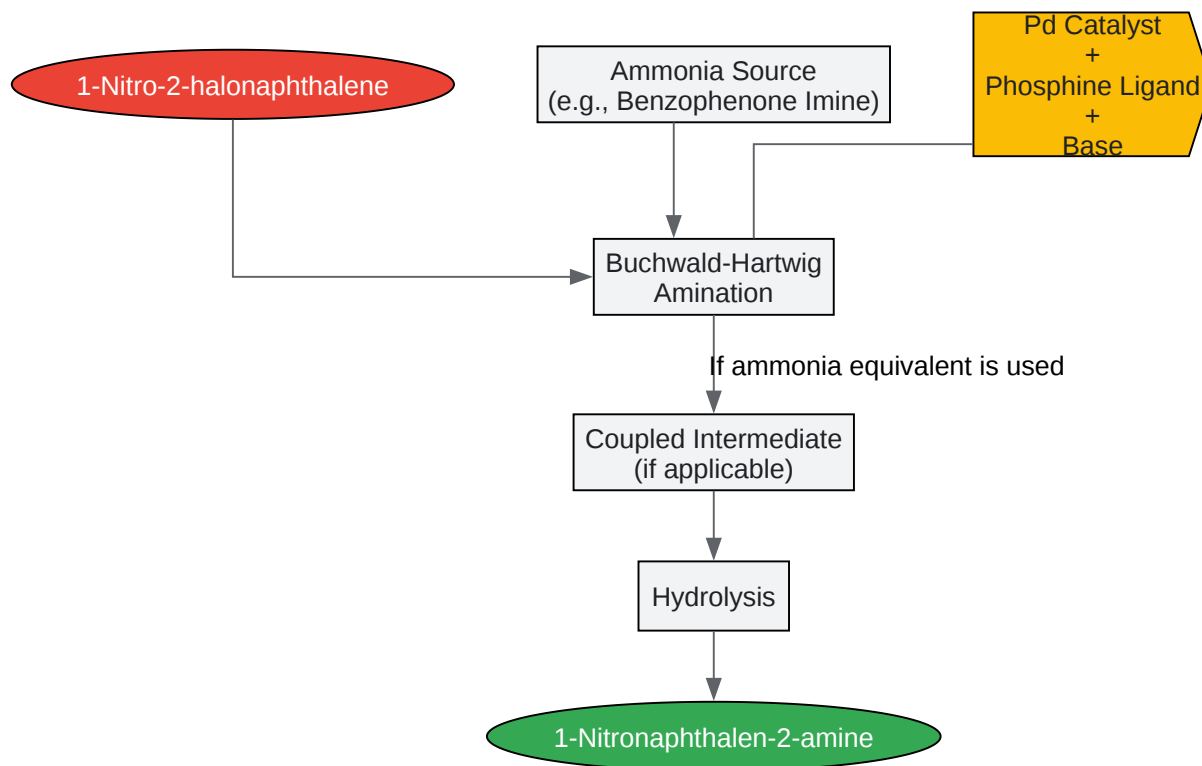 1-Nitro-2-halonaphthalene
Ammonia Source
(e.g., Benzophenone Imine)
Pd Catalyst
+
Phosphine Ligand
+
Base
Buchwald-Hartwig
Amination
If ammonia equivalent is used
Coupled Intermediate
(if applicable)
Hydrolysis
1-Nitronaphthalen-2-amine